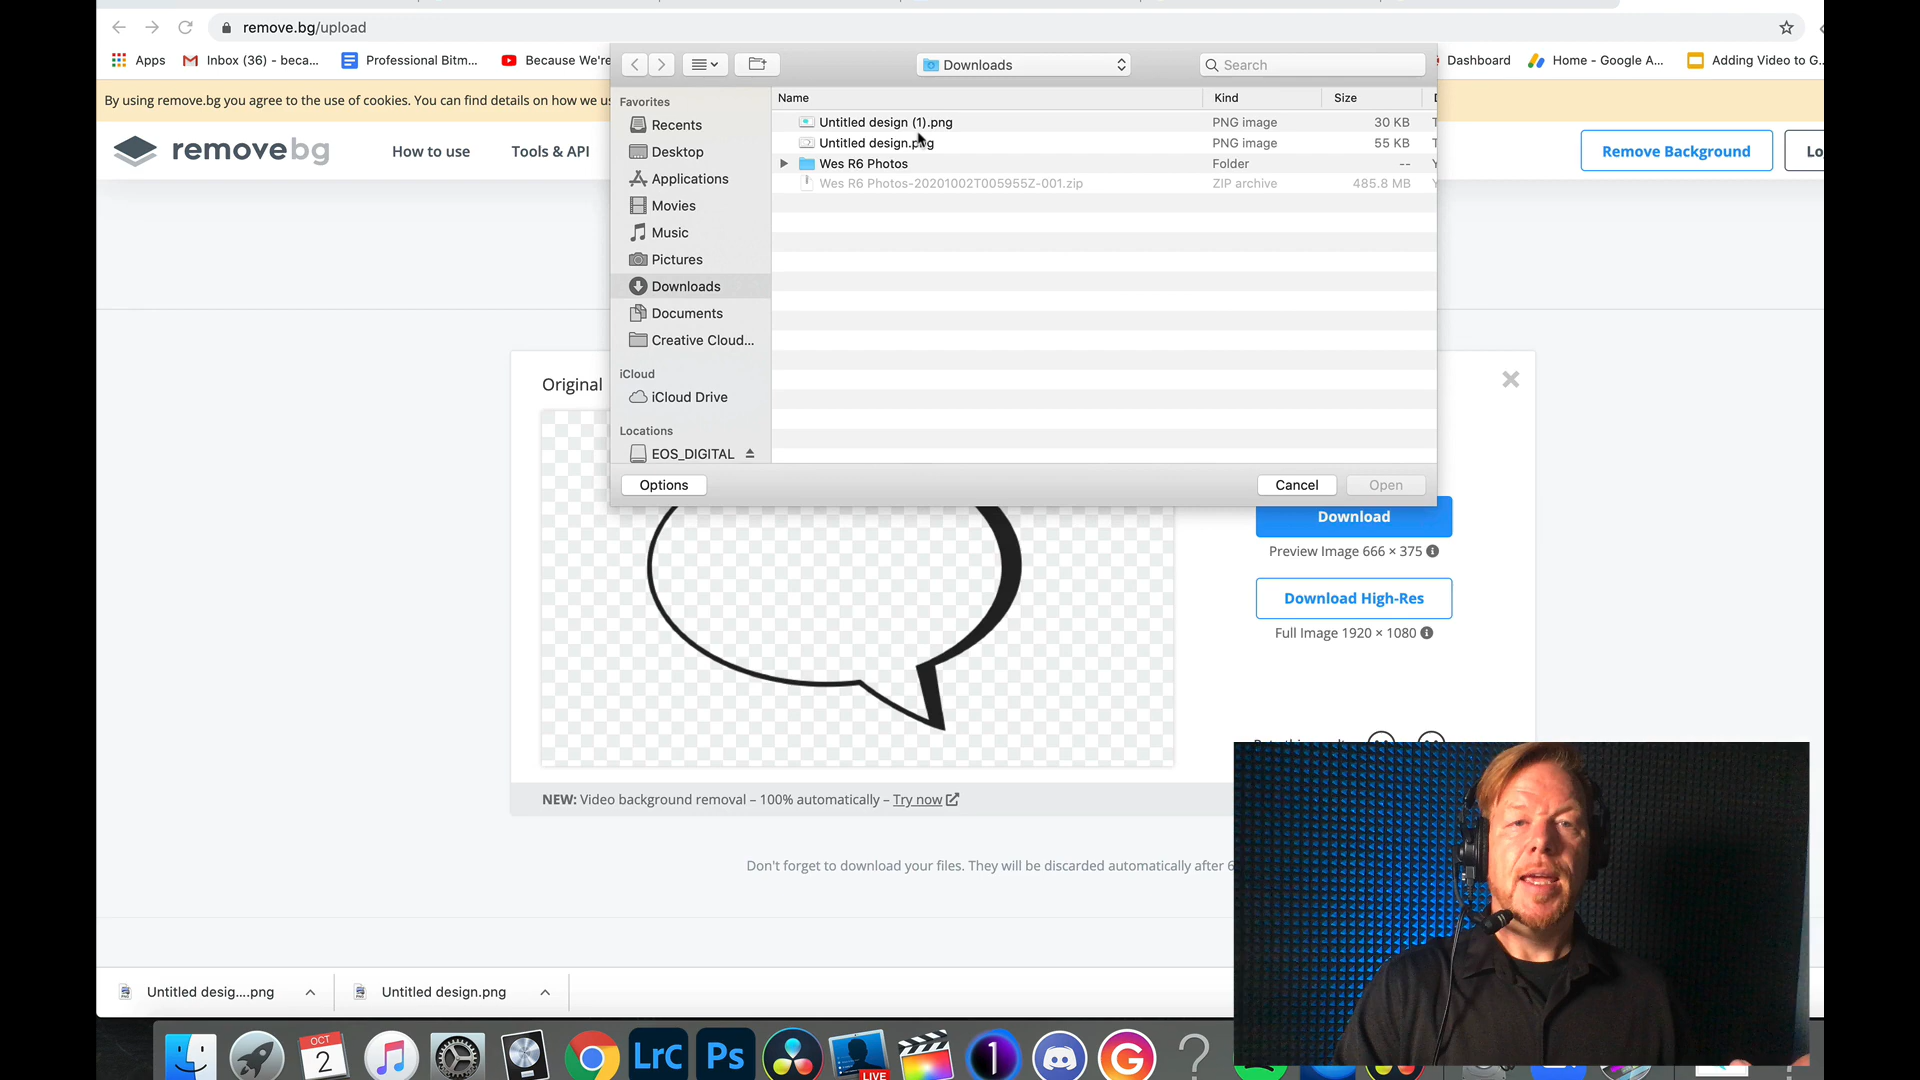 remove.bg/upload
Apps
Inbox (36) - beca...
Professional Bitm...
Because We're
Dashboard
Home - Google A...
Adding Video to G...
Downloads
Search
By using remove.bg you agree to the use of cookies. You can find details on how we us
removebg
How to use
Tools & API
Remove Background
Lo
Favorites
Recents
Desktop
Applications
Movies
Music
Pictures
Downloads
Documents
Creative Cloud...
iCloud
iCloud Drive
Locations
EOS_DIGITAL
Name Kind Size
Untitled design (1).png PNG image 30 KB
Untitled design.png PNG image 55 KB
Wes R6 Photos Folder --
Wes R6 Photos-20201002T005955Z-001.zip ZIP archive 485.8 MB
Options
Cancel
Open
Original
Download
Preview Image 666 × 375
Download High-Res
Full Image 1920 × 1080
NEW: Video background removal – 100% automatically – Try now
Don't forget to download your files. They will be discarded automatically after 6
Untitled desig....png
Untitled design.png
OCT
2
LrC
Ps
LIVE
1
G
?